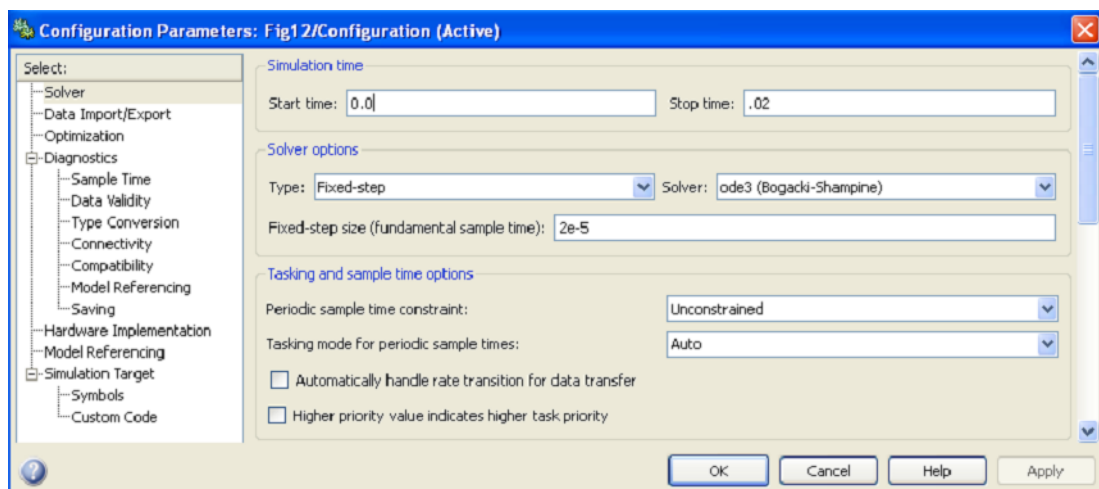 Configuration Parameters: Fig12/Configuration (Active)
Select:
Solver
Data Import/Export
Optimization
Diagnostics
Sample Time
Data Validity
Type Conversion
Connectivity
Compatibility
Model Referencing
Saving
Hardware Implementation
Model Referencing
Simulation Target
Symbols
Custom Code
Simulation time
Start time: 0.0 Stop time: .02
Solver options
Type: Fixed-step Solver: ode3 (Bogacki-Shampine)
Fixed-step size (fundamental sample time): 2e-5
Tasking and sample time options
Periodic sample time constraint: Unconstrained
Tasking mode for periodic sample times: Auto
Automatically handle rate transition for data transfer
Higher priority value indicates higher task priority
? OK Cancel Help Apply